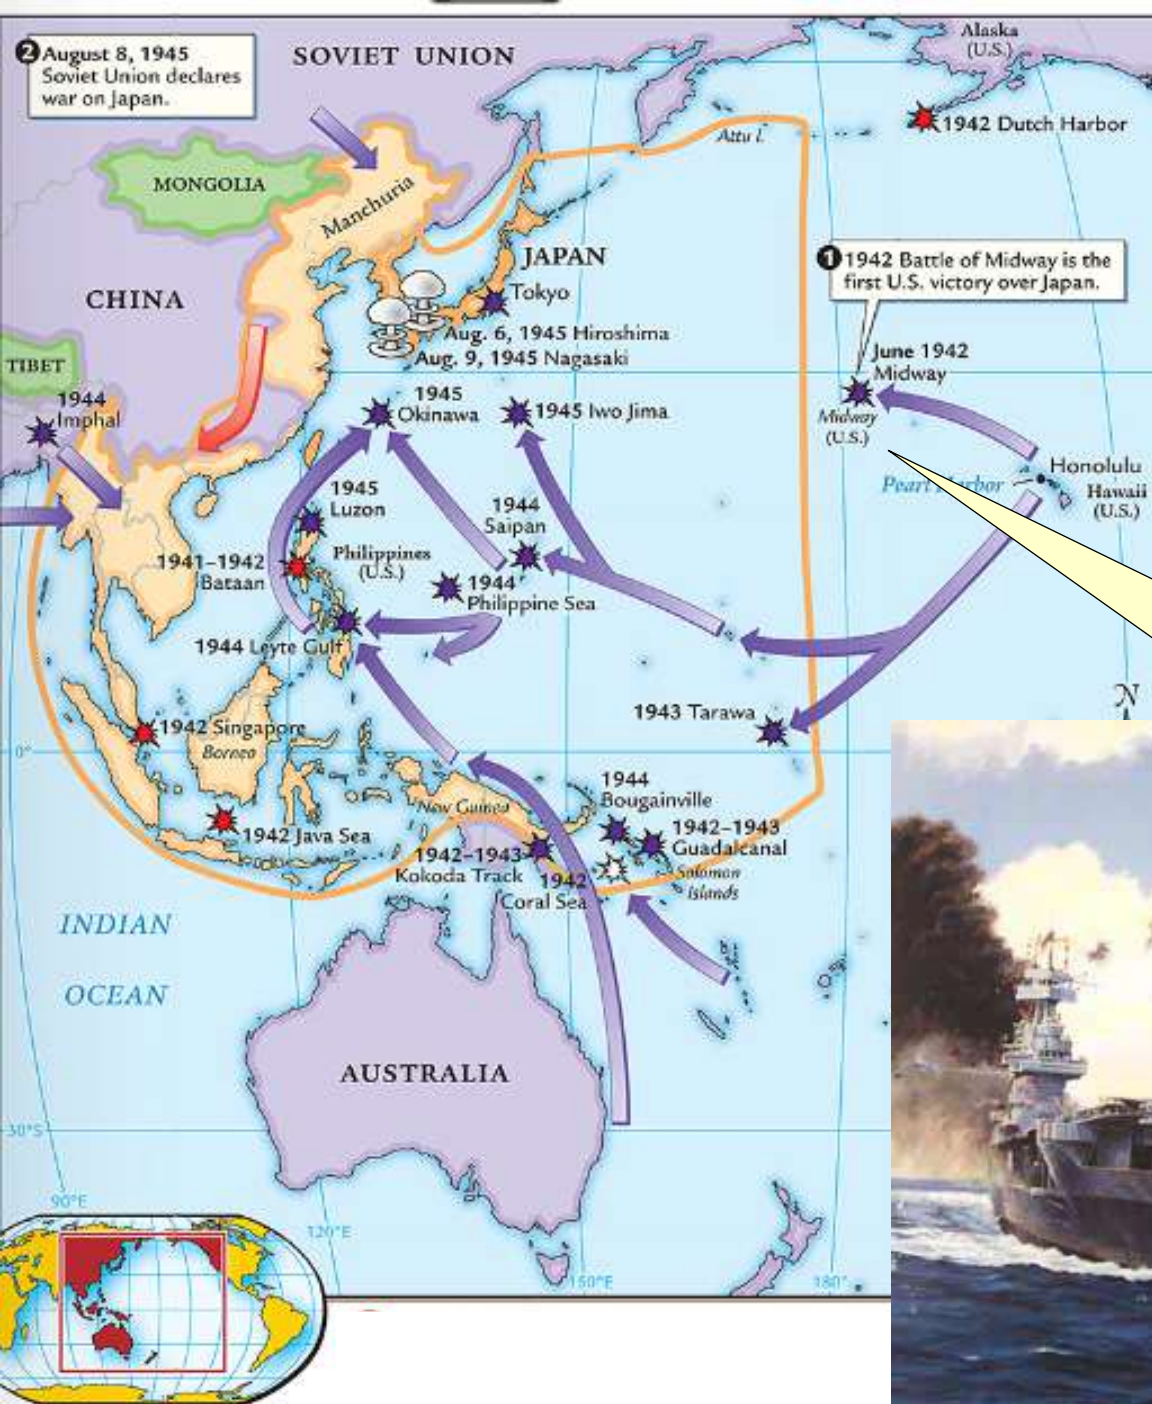 2 August 8, 1945
Soviet Union declares
war on Japan.
SOVIET UNION
Alaska
(U.S.)
1942 Dutch Harbor
Attu I.
MONGOLIA
Manchuria
JAPAN
Tokyo
1 1942 Battle of Midway is the
first U.S. victory over Japan.
CHINA
Aug. 6, 1945 Hiroshima
Aug. 9, 1945 Nagasaki
TIBET
June 1942
Midway
1944
Imphal
1945
Okinawa
1945 Iwo Jima
Midway
(U.S.)
Honolulu
Pearl Harbor
Hawaii
(U.S.)
1945
Luzon
1944
Saipan
1941–1942
Bataan
Philippines
(U.S.)
1944
Philippine Sea
1944 Leyte Gulf
N
1943 Tarawa
1942 Singapore
Borneo
0°
1944
Bougainville
New Guinea
1942 Java Sea
1942–1943
Guadalcanal
1942–1943
Kokoda Track
1942
Coral Sea
Solomon
Islands
INDIAN
OCEAN
AUSTRALIA
30°S
90°E
120°E
150°E
180°